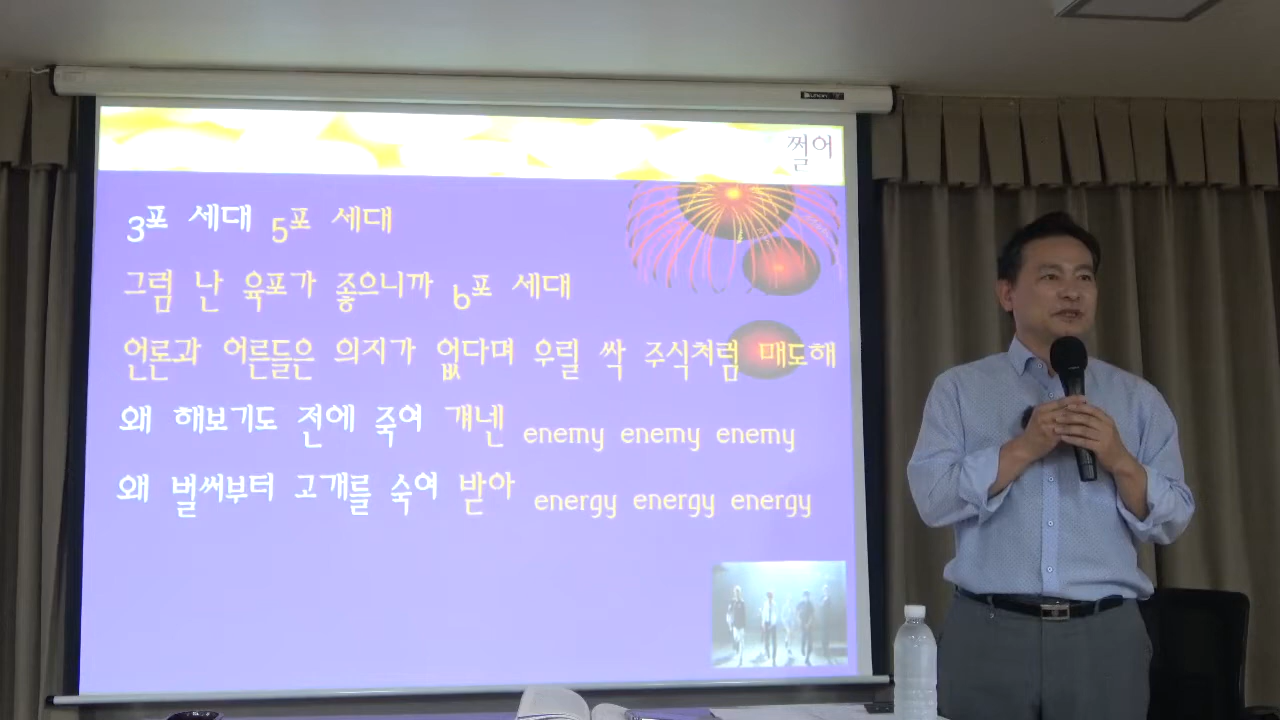 쩔어
3포 세대 5포 세대
그럼 난 육포가 좋으니까 6포 세대
언론과 어른들은 의지가 없다며 우릴 싹 주식처럼 매도해
왜 해보기도 전에 죽여 걔넨 enemy enemy enemy
왜 벌써부터 고개를 숙여 받아 energy energy energy